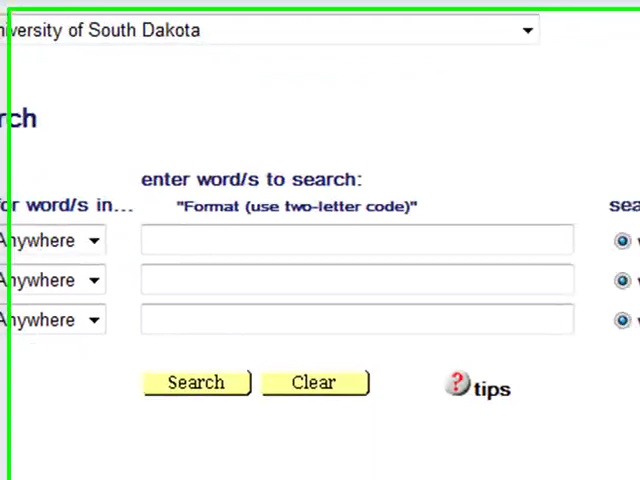 niversity of South Dakota
rch
enter word/s to search:
or word/s in... "Format (use two-letter code)" sea
Anywhere
Anywhere
Anywhere
Search Clear ? tips